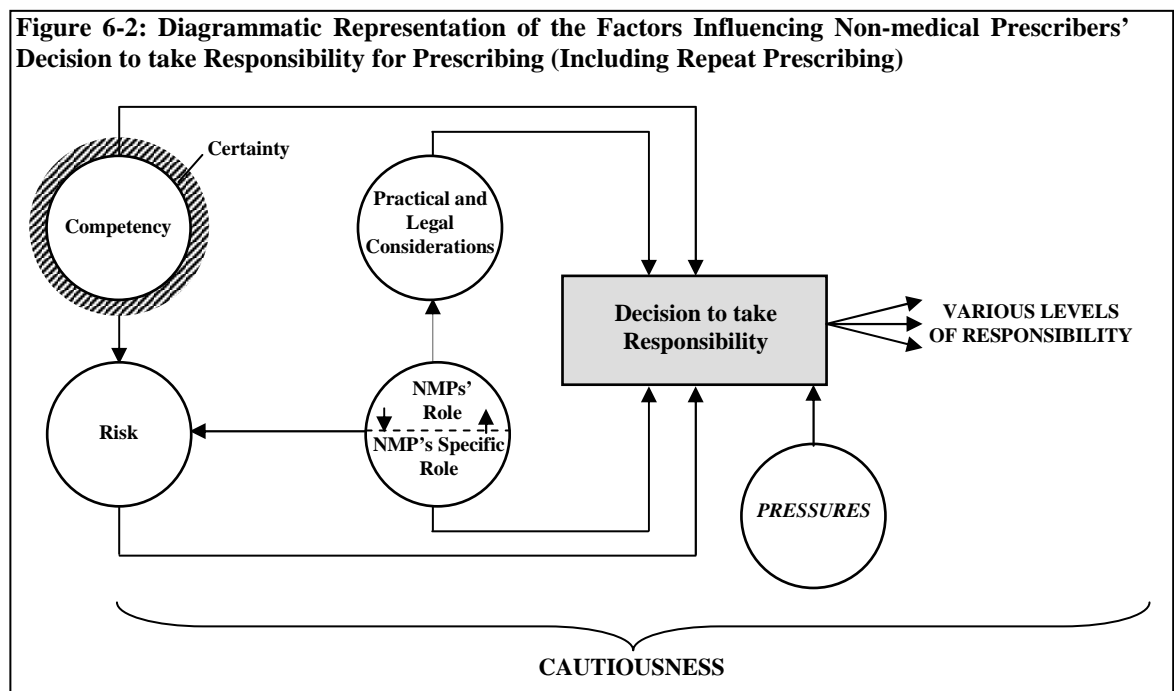 Figure 6-2: Diagrammatic Representation of the Factors Influencing Non-medical Prescribers’
Decision to take Responsibility for Prescribing (Including Repeat Prescribing)
Certainty
Competency
Practical and
Legal
Considerations
Decision to take
Responsibility
VARIOUS LEVELS
OF RESPONSIBILITY
Risk
NMPs’
Role
NMP’s Specific
Role
PRESSURES
CAUTIOUSNESS